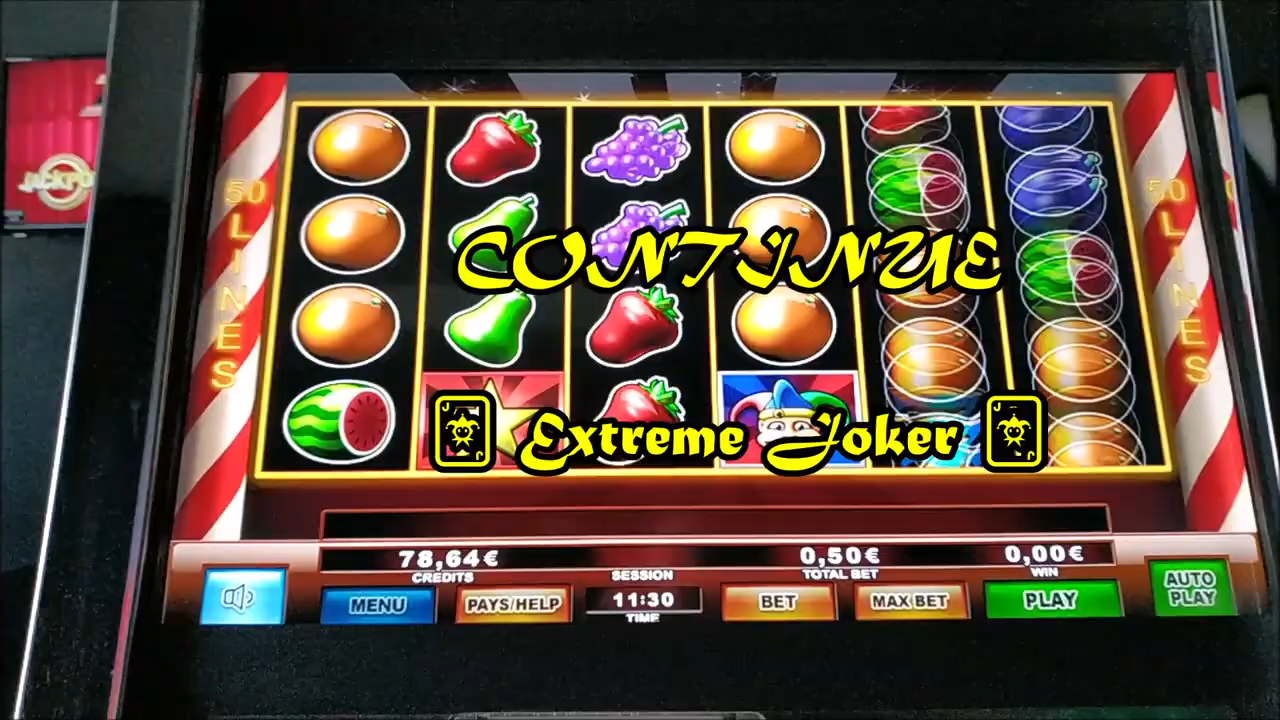 JACKPO
50
LINES
50
LINES
CONTINUE
J Extreme Joker J
78,64€
CREDITS
SESSION
11:30
TIME
0,50€
TOTAL BET
0,00€
WIN
MENU
PAYS/HELP
BET
MAX BET
PLAY
AUTO
PLAY